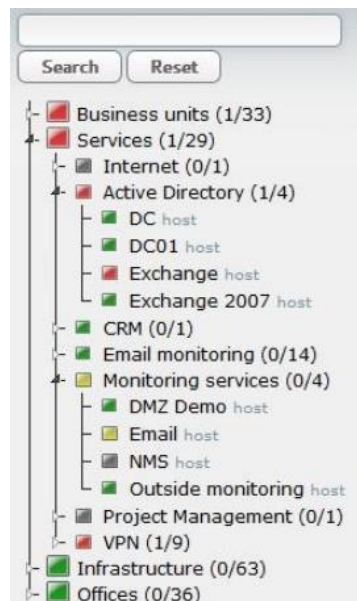 Search Reset
Business units (1/33)
Services (1/29)
Internet (0/1)
Active Directory (1/4)
DC host
DC01 host
Exchange host
Exchange 2007 host
CRM (0/1)
Email monitoring (0/14)
Monitoring services (0/4)
DMZ Demo host
Email host
NMS host
Outside monitoring host
Project Management (0/1)
VPN (1/9)
Infrastructure (0/63)
Offices (0/36)